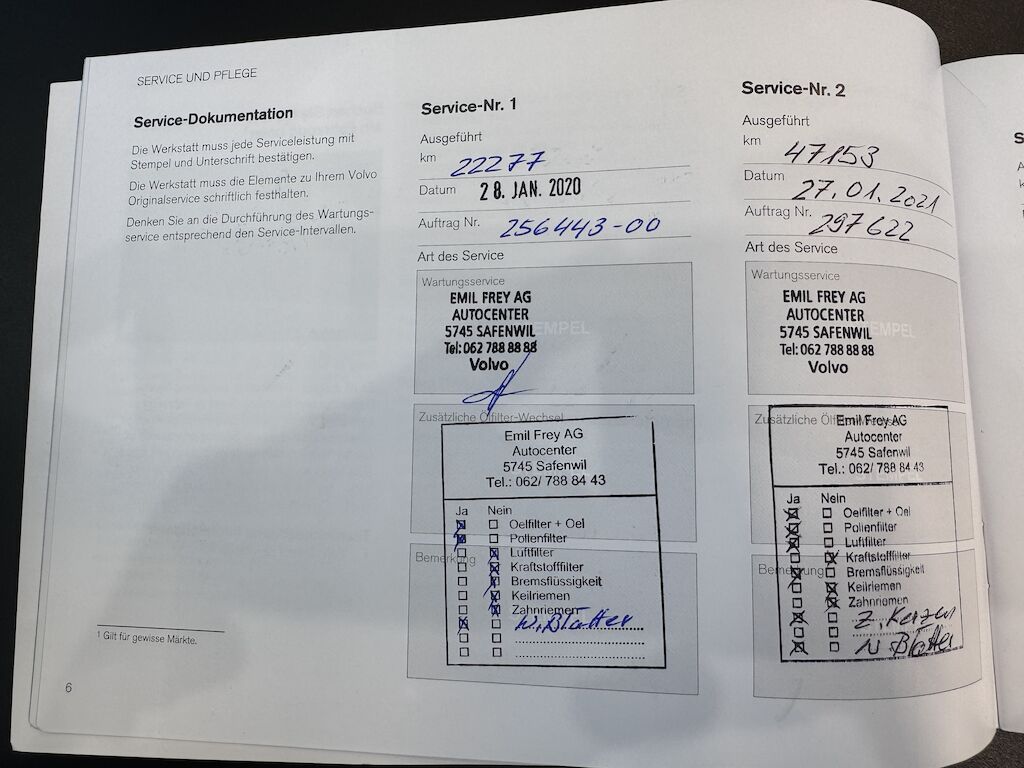 SERVICE UND PFLEGE
Service-Dokumentation
Die Werkstatt muss jede Serviceleistung mit
Stempel und Unterschrift bestätigen.
Die Werkstatt muss die Elemente zu Ihrem Volvo
Originalservice schriftlich festhalten.
Denken Sie an die Durchführung des Wartungs-
service entsprechend den Service-Intervallen.
1 Gilt für gewisse Märkte.
6
Service-Nr. 1
Ausgeführt
km 22277
Datum 28. JAN. 2020
Auftrag Nr. 256443-00
Art des Service
Wartungsservice
EMIL FREY AG
AUTOCENTER
5745 SAFENWIL
Tel: 062 788 88 88
Volvo
Zusätzliche Ölfilter-Wechsel
Emil Frey AG
Autocenter
5745 Safenwil
Tel.: 062/ 788 84 43
Ja Nein
Oelfilter + Oel
Pollenfilter
Bemerkung
Luftfilter
Kraftstofffilter
Bremsflüssigkeit
Keilriemen
Zahnriemen
W. Blätter
Service-Nr. 2
Ausgeführt
km 47153
Datum 27.01.2021
Auftrag Nr. 297622
Art des Service
Wartungsservice
EMIL FREY AG
AUTOCENTER
5745 SAFENWIL
Tel: 062 788 88 88
Volvo
Zusätzliche
Emil Frey AG
Autocenter
5745 Safenwil
Tel.: 062/ 788 84 43
Ja Nein
Oelfilter + Oel
Pollenfilter
Luftfilter
Kraftstofffilter
Bemerkung
Bremsflüssigkeit
Keilriemen
Zahnriemen
Z. Kerzen
W Blätter